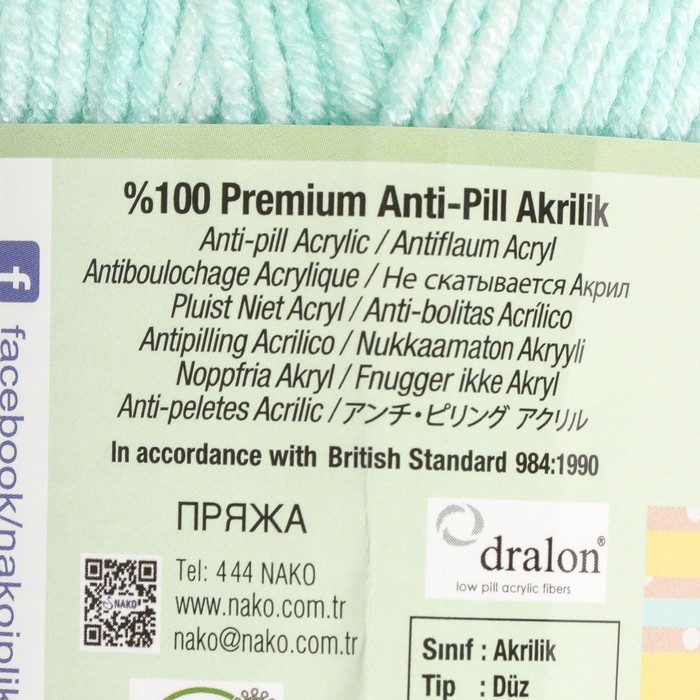 %100 Premium Anti-Pill Akrilik
Anti-pill Acrylic / Antiflaum Acryl
Antiboulochage Acrylique / Не скатывается Акрил
Pluist Niet Acryl / Anti-bolitas Acrílico
Antipilling Acrilico / Nukkaamaton Akryyli
Noppfria Akryl / Fnugger ikke Akryl
Anti-peletes Acrilic / アンチ・ピリング アクリル
In accordance with British Standard 984:1990
f facebook/nakoiplik
ПРЯЖА
NAKO
Tel: 444 NAKO
www.nako.com.tr
nako@nako.com.tr
dralon®
low pill acrylic fibers
Sınıf : Akrilik
Tip : Düz